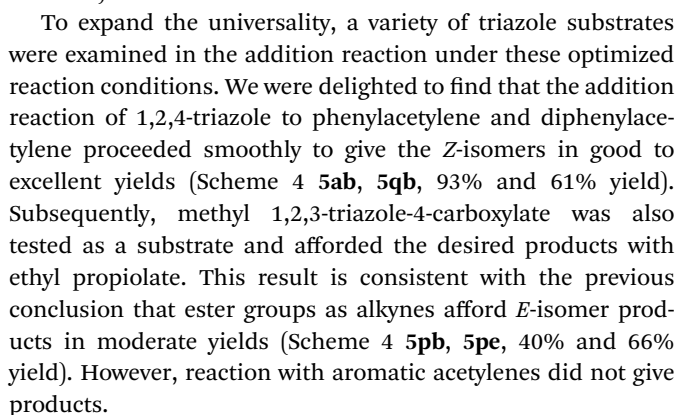 To expand the universality, a variety of triazole substrates
were examined in the addition reaction under these optimized
reaction conditions. We were delighted to find that the addition
reaction of 1,2,4-triazole to phenylacetylene and diphenylace-
tylene proceeded smoothly to give the Z-isomers in good to
excellent yields (Scheme 4 5ab, 5qb, 93% and 61% yield).
Subsequently, methyl 1,2,3-triazole-4-carboxylate was also
tested as a substrate and afforded the desired products with
ethyl propiolate. This result is consistent with the previous
conclusion that ester groups as alkynes afford E-isomer prod-
ucts in moderate yields (Scheme 4 5pb, 5pe, 40% and 66%
yield). However, reaction with aromatic acetylenes did not give
products.